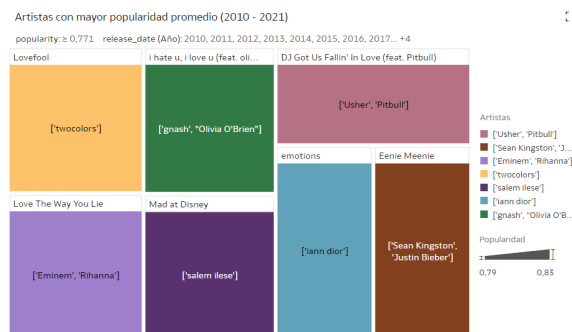 Artistas con mayor popularidad promedio (2010 - 2021)
popularity: ≥ 0,771 release_date (Año): 2010, 2011, 2012, 2013, 2014, 2015, 2016, 2017... +4
Lovefool
['twocolors']
i hate u, i love u (feat. oli...
['gnash', "Olivia O'Brien"]
DJ Got Us Fallin' In Love (feat. Pitbull)
['Usher', 'Pitbull']
Love The Way You Lie
['Eminem', 'Rihanna']
Mad at Disney
['salem ilese']
emotions
['iann dior']
Eenie Meenie
['Sean Kingston',
'Justin Bieber']
Artistas
['Usher', 'Pitbull']
['Sean Kingston', 'J...
['Eminem', 'Rihanna']
['twocolors']
['salem ilese']
['iann dior']
['gnash', "Olivia O'B...
Popularidad
0,79 0,83